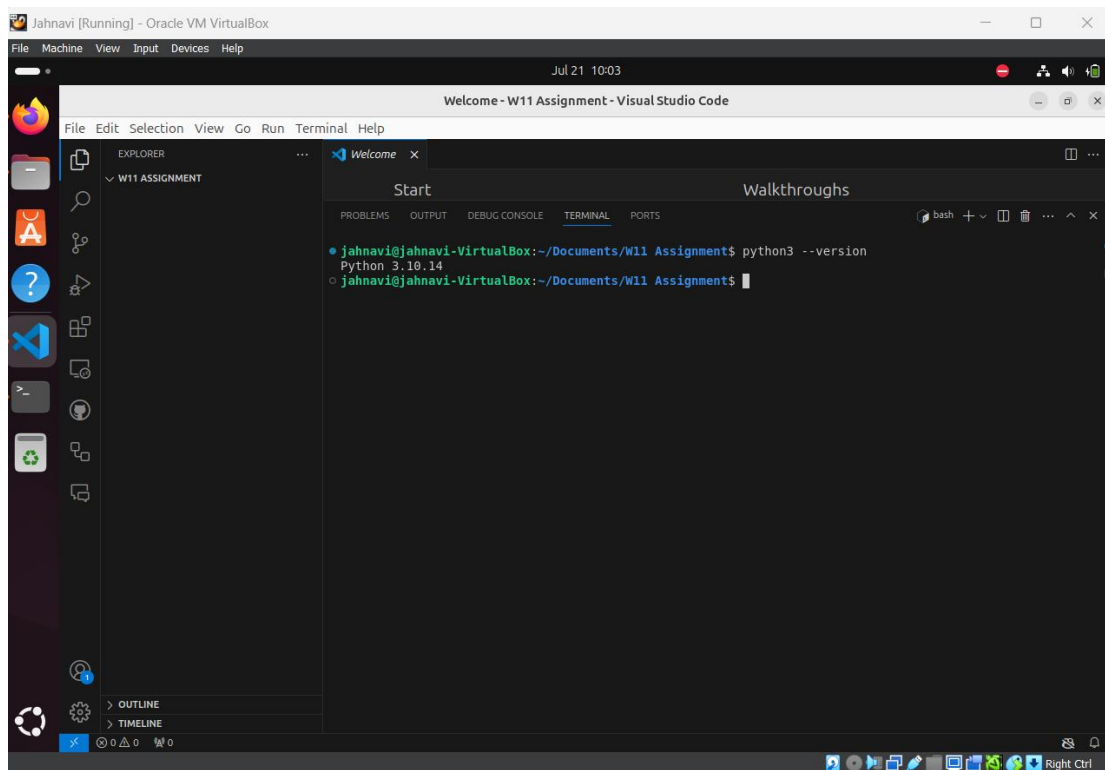 Jahnavi [Running] - Oracle VM VirtualBox
File Machine View Input Devices Help
Jul 21 10:03
Welcome - W11 Assignment - Visual Studio Code
File Edit Selection View Go Run Terminal Help
EXPLORER
Welcome
W11 ASSIGNMENT
Start Walkthroughs
PROBLEMS OUTPUT DEBUG CONSOLE TERMINAL PORTS
bash
jahnavi@jahnavi-VirtualBox:~/Documents/W11 Assignment$ python3 --version
Python 3.10.14
jahnavi@jahnavi-VirtualBox:~/Documents/W11 Assignment$
1
OUTLINE
TIMELINE
0 0 0
Right Ctrl